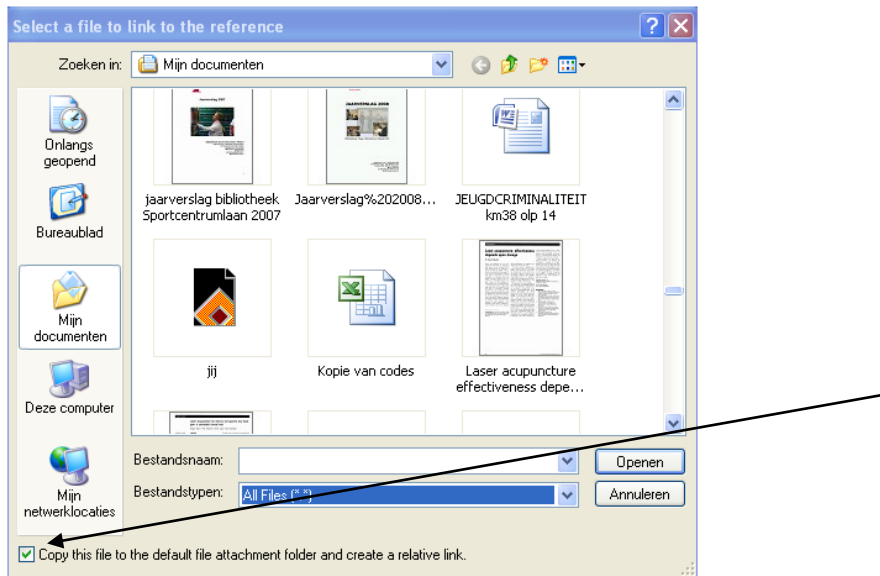 Select a file to link to the reference
Zoeken in:
Mijn documenten
Onlangs
geopend
Bureaublad
Mijn
documenten
Deze computer
Mijn
netwerklocaties
JAARVERSLAG 2008
jaarverslag bibliotheek
Sportcentrumlaan 2007
Jaarverslag%202008...
JEUGDCRIMINALITEIT
km38 olp 14
jij
Kopie van codes
Laser acupuncture
effectiveness depe...
Bestandsnaam:
Openen
Bestandstypen:
All Files (*.*)
Annuleren
Copy this file to the default file attachment folder and create a relative link.